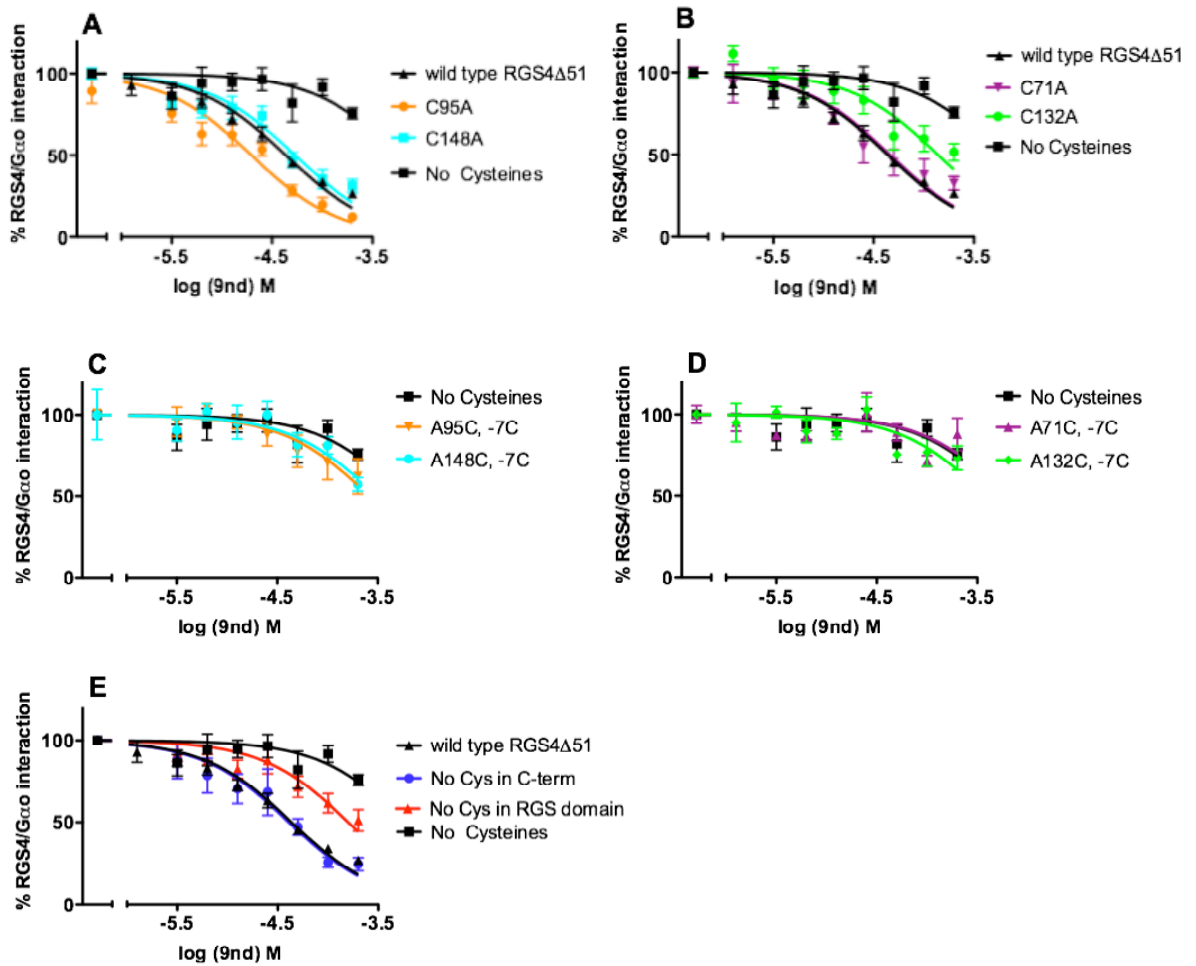 A
% RGS4/Gαo interaction
100
50
0
-5.5
-4.5
-3.5
log (9nd) M
wild type RGS4Δ51
C95A
C148A
No Cysteines
B
% RGS4/Gαo interaction
100
50
0
-5.5
-4.5
-3.5
log (9nd) M
wild type RGS4Δ51
C71A
C132A
No Cysteines
C
% RGS4/Gαo interaction
100
50
0
-5.5
-4.5
-3.5
log (9nd) M
No Cysteines
A95C, -7C
A148C, -7C
D
% RGS4/Gαo interaction
100
50
0
-5.5
-4.5
-3.5
log (9nd) M
No Cysteines
A71C, -7C
A132C, -7C
E
% RGS4/Gαo interaction
100
50
0
-5.5
-4.5
-3.5
log (9nd) M
wild type RGS4Δ51
No Cys in C-term
No Cys in RGS domain
No Cysteines